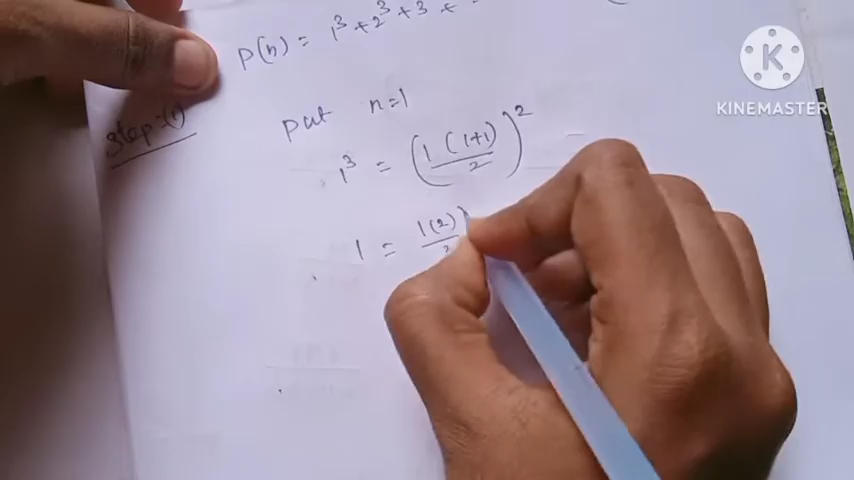 P(n) = 1³ + 2³ + 3 +
KINEMASTER
Step:-(1)
put n=1
1³ = (1 (1+1)/2)²
1 = (1(2)/2)